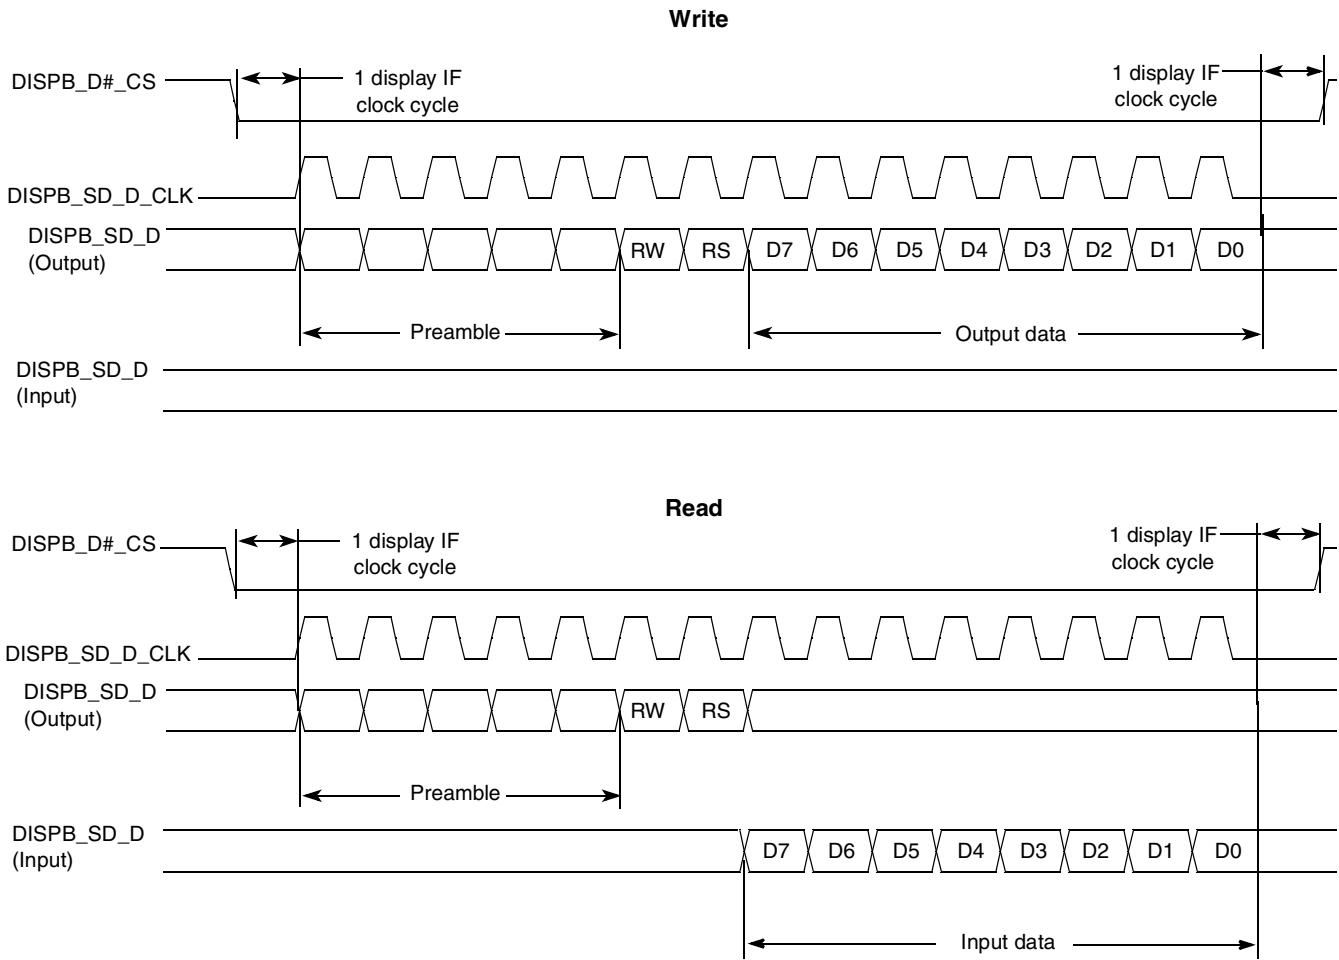 Write
DISPB_D#_CS
1 display IF
clock cycle
1 display IF
clock cycle
DISPB_SD_D_CLK
DISPB_SD_D
(Output)
RW RS D7 D6 D5 D4 D3 D2 D1 D0
Preamble
Output data
DISPB_SD_D
(Input)
Read
DISPB_D#_CS
1 display IF
clock cycle
1 display IF
clock cycle
DISPB_SD_D_CLK
DISPB_SD_D
(Output)
RW RS
Preamble
DISPB_SD_D
(Input)
D7 D6 D5 D4 D3 D2 D1 D0
Input data